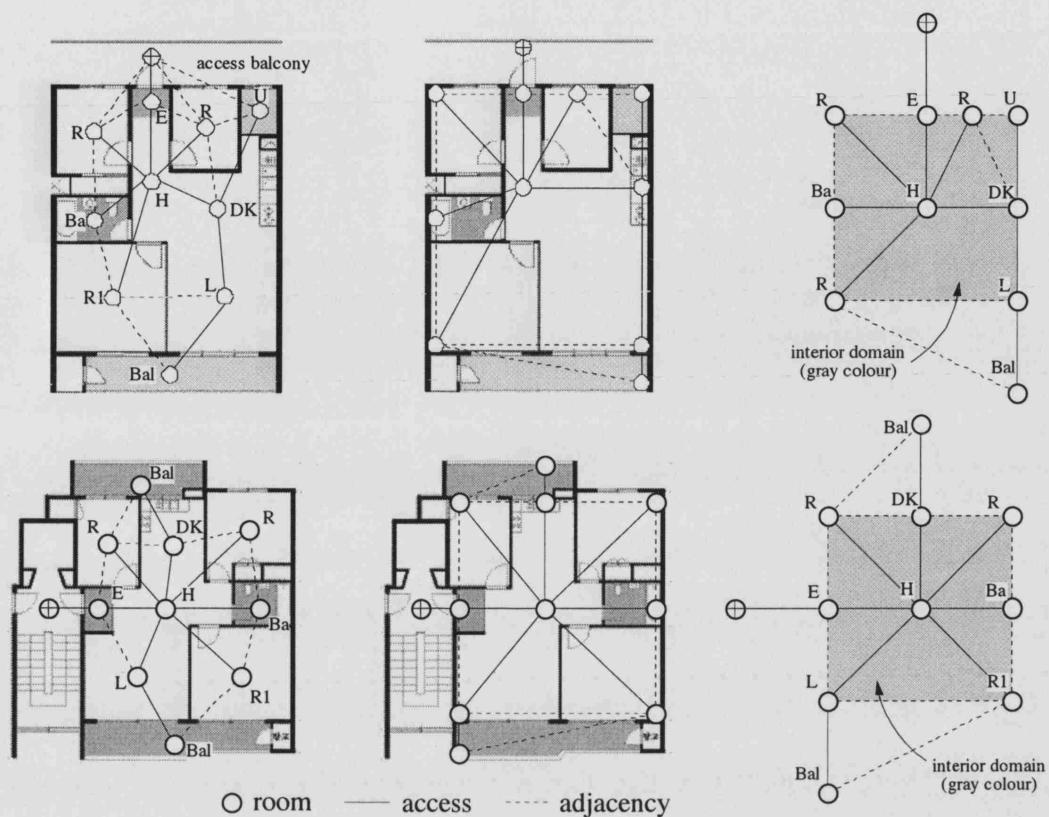 access balcony
E
R
U
R
H
Ba
DK
R1
L
Bal
R
E
R
U
Ba
H
DK
R
L
interior domain
(gray colour)
Bal
Bal
R
DK
R
E
H
Ba
L
R1
Bal
Bal
R
DK
R
E
H
Ba
L
R1
Bal
interior domain
(gray colour)
room
access
adjacency